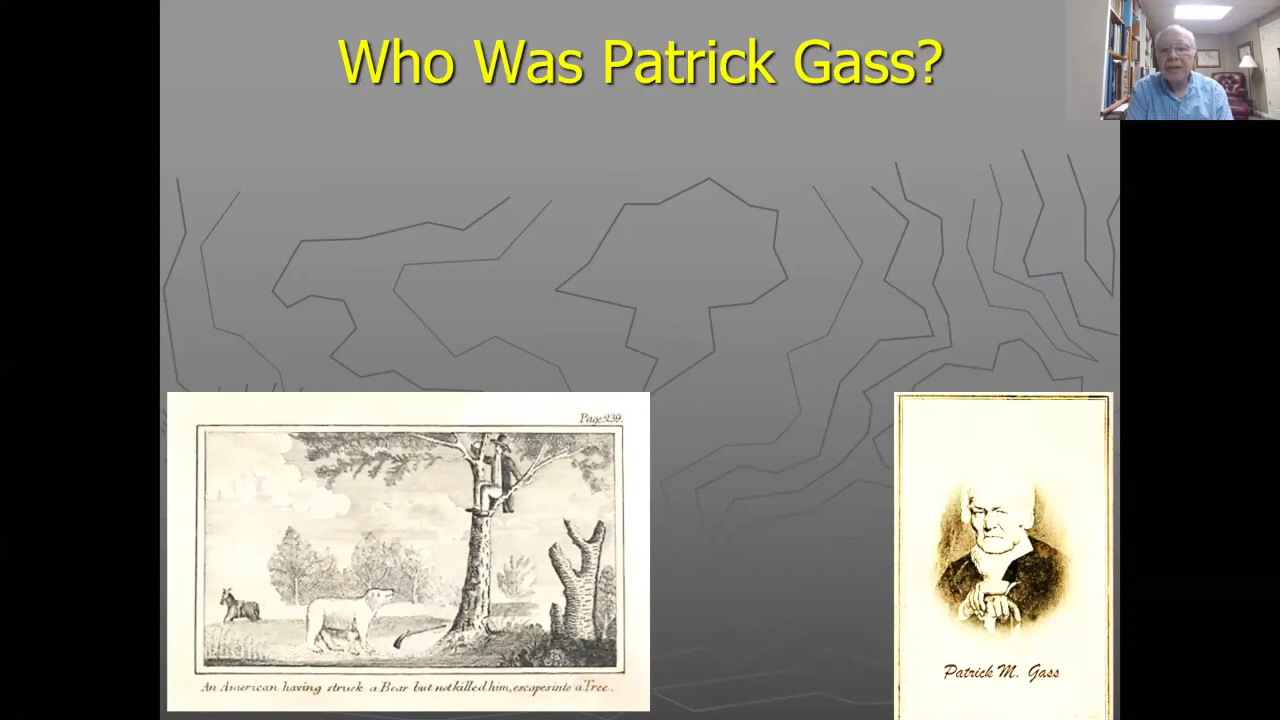 Who Was Patrick Gass?
Page 239.
An American having struck a Bear but not killed him, escapes into a Tree.
Patrick M. Gass